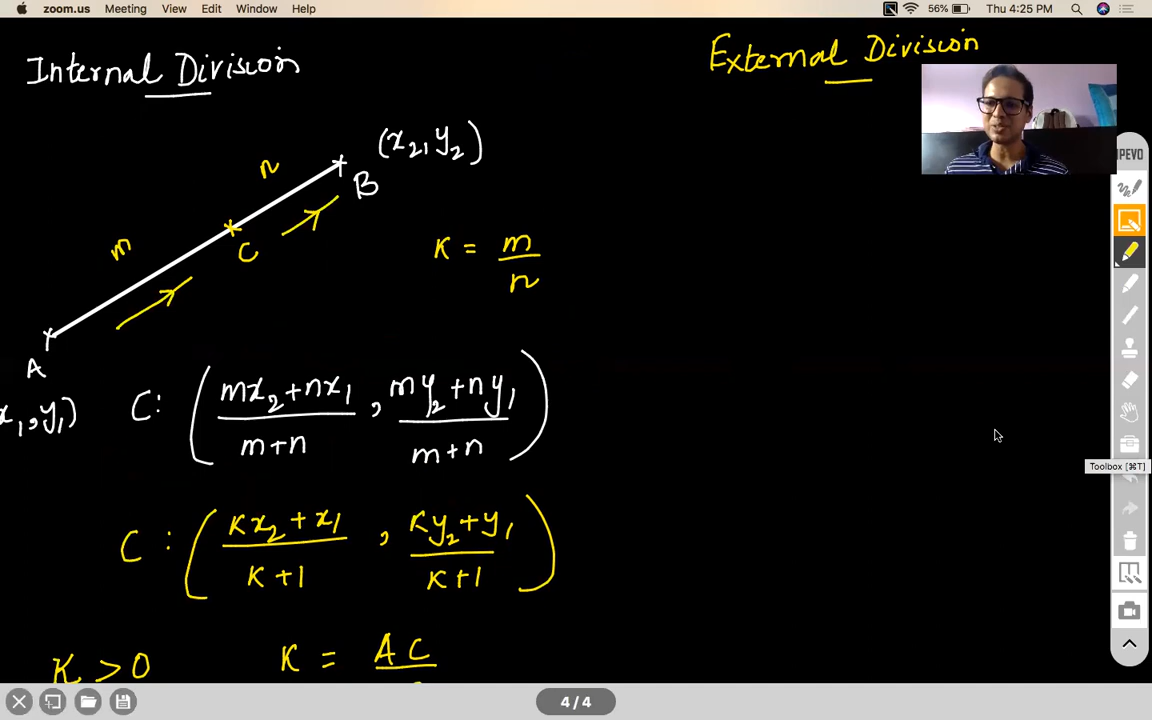 zoom.us Meeting View Edit Window Help 56% Thu 4:25 PM
Internal Division
External Division
(x₂, y₂)
n
B
m
C
K = m/n
A
x₁, y₁)
C: ((mx₂+nx₁)/(m+n), (my₂+ny₁)/(m+n))
C : ((Kx₂+x₁)/(K+1), (Ky₂+y₁)/(K+1))
K > 0
K = AC
IPEVO
Toolbox [⌘T]
4/4